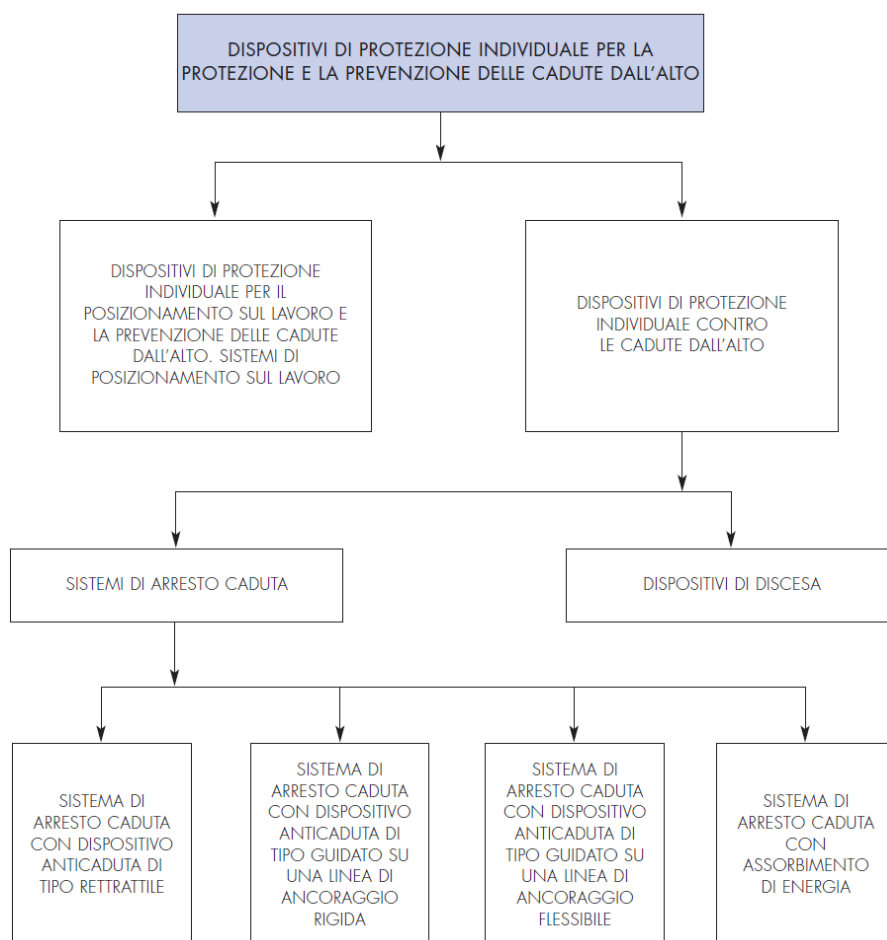 DISPOSITIVI DI PROTEZIONE INDIVIDUALE PER LA
PROTEZIONE E LA PREVENZIONE DELLE CADUTE DALL'ALTO
DISPOSITIVI DI PROTEZIONE
INDIVIDUALE PER IL
POSIZIONAMENTO SUL LAVORO E
LA PREVENZIONE DELLE CADUTE
DALL'ALTO. SISTEMI DI
POSIZIONAMENTO SUL LAVORO
DISPOSITIVI DI PROTEZIONE
INDIVIDUALE CONTRO
LE CADUTE DALL'ALTO
SISTEMI DI ARRESTO CADUTA
DISPOSITIVI DI DISCESA
SISTEMA DI
ARRESTO CADUTA
CON DISPOSITIVO
ANTICADUTA DI
TIPO RETTRATTILE
SISTEMA DI
ARRESTO CADUTA
CON DISPOSITIVO
ANTICADUTA DI
TIPO GUIDATO SU
UNA LINEA DI
ANCORAGGIO
RIGIDA
SISTEMA DI
ARRESTO CADUTA
CON DISPOSITIVO
ANTICADUTA DI
TIPO GUIDATO SU
UNA LINEA DI
ANCORAGGIO
FLESSIBILE
SISTEMA DI
ARRESTO CADUTA
CON
ASSORBIMENTO
DI ENERGIA